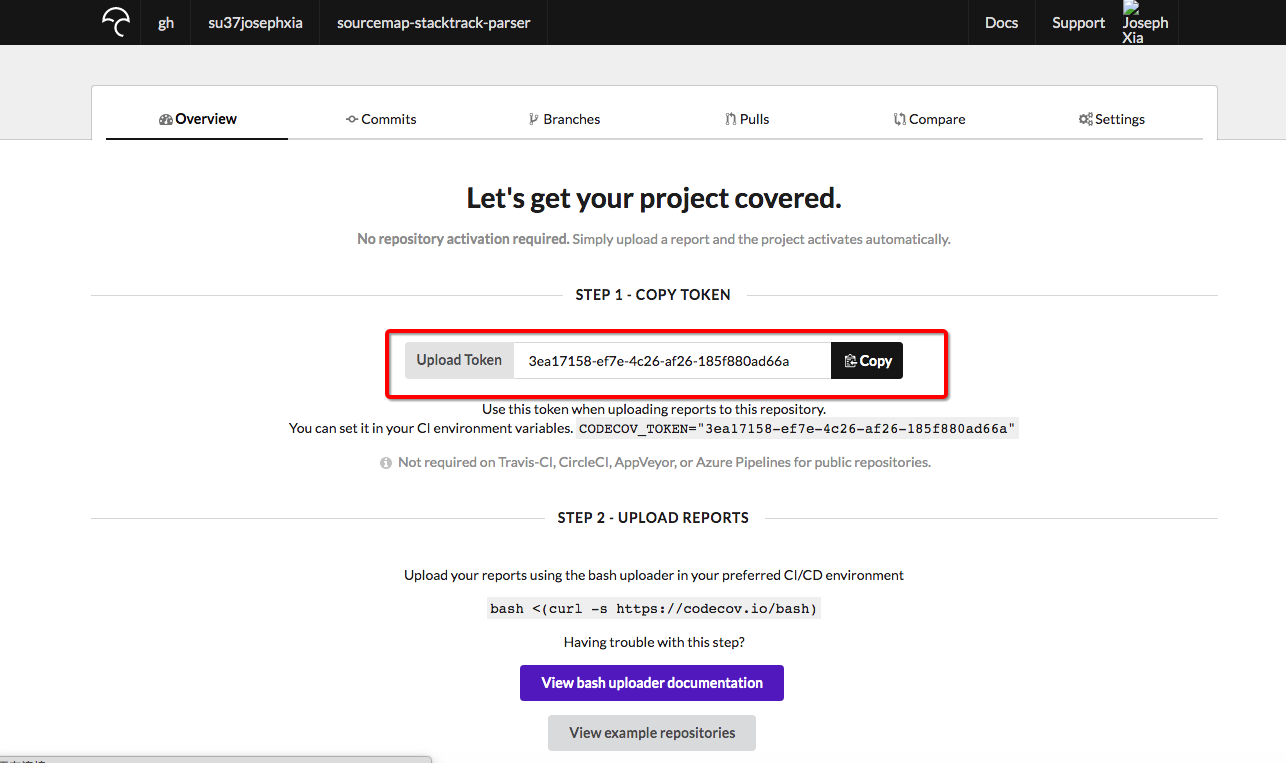 gh su37josephxia sourcemap-stacktrack-parser Docs Support Joseph Xia
Overview Commits Branches Pulls Compare Settings
Let's get your project covered.
No repository activation required. Simply upload a report and the project activates automatically.
STEP 1 - COPY TOKEN
Upload Token 3ea17158-ef7e-4c26-af26-185f880ad66a Copy
Use this token when uploading reports to this repository.
You can set it in your CI environment variables. CODECOV_TOKEN="3ea17158-ef7e-4c26-af26-185f880ad66a"
Not required on Travis-CI, CircleCI, AppVeyor, or Azure Pipelines for public repositories.
STEP 2 - UPLOAD REPORTS
Upload your reports using the bash uploader in your preferred CI/CD environment
bash <(curl -s https://codecov.io/bash)
Having trouble with this step?
View bash uploader documentation
View example repositories